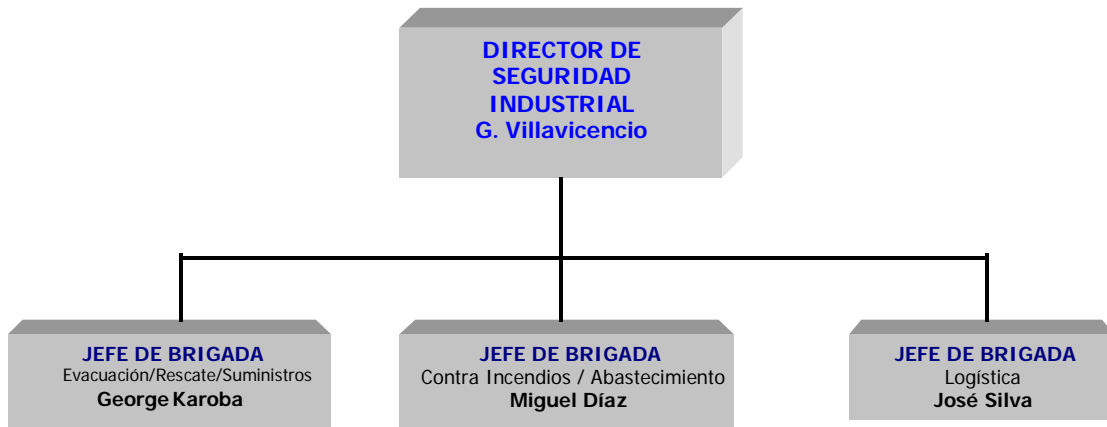 DIRECTOR DE
SEGURIDAD
INDUSTRIAL
G. Villavicencio
JEFE DE BRIGADA
Evacuación/Rescate/Suministros
George Karoba
JEFE DE BRIGADA
Contra Incendios / Abastecimiento
Miguel Díaz
JEFE DE BRIGADA
Logística
José Silva